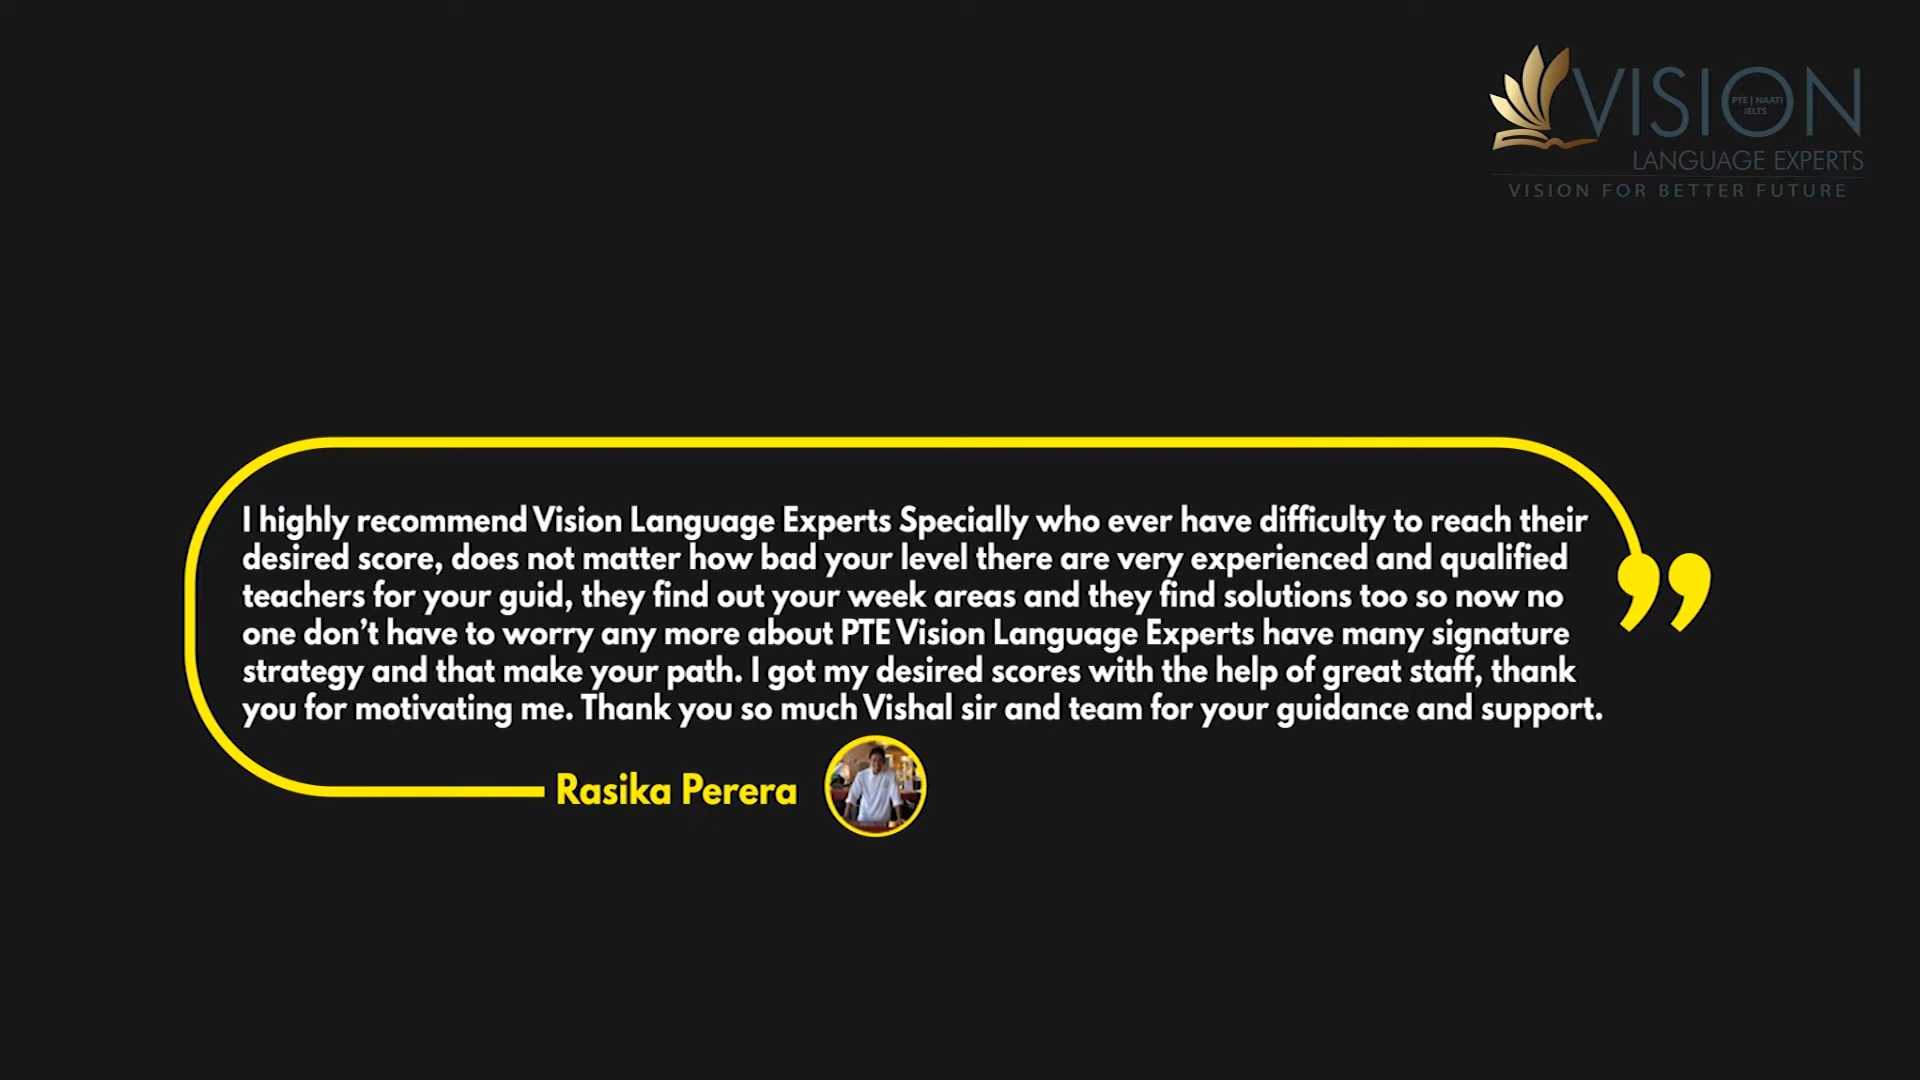 VISION
PTE | NAATI
IELTS
LANGUAGE EXPERTS
VISION FOR BETTER FUTURE
I highly recommend Vision Language Experts Specially who ever have difficulty to reach their
desired score, does not matter how bad your level there are very experienced and qualified
teachers for your guid, they find out your week areas and they find solutions too so now no
one don't have to worry any more about PTE Vision Language Experts have many signature
strategy and that make your path. I got my desired scores with the help of great staff, thank
you for motivating me. Thank you so much Vishal sir and team for your guidance and support.
”
Rasika Perera